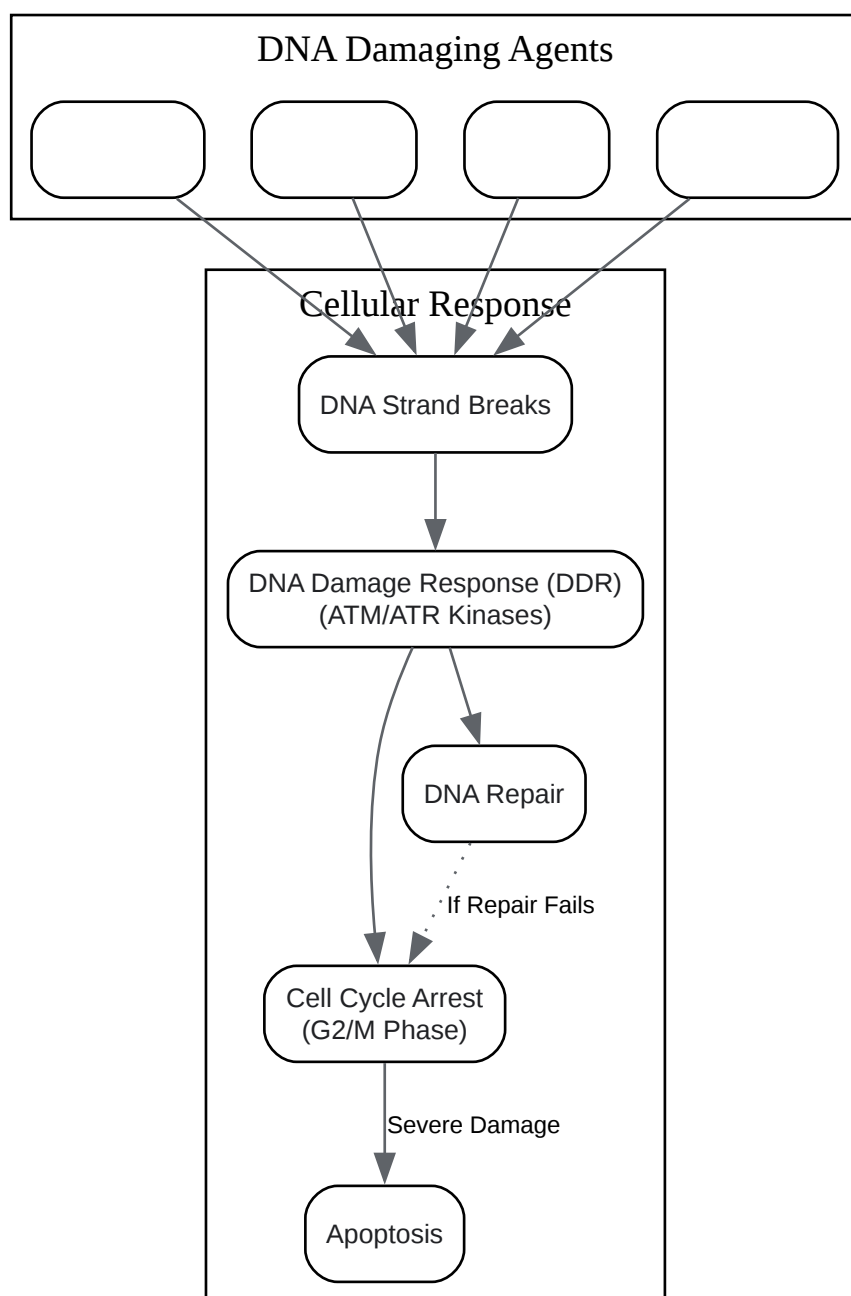 DNA Damaging Agents
Cellular Response
DNA Strand Breaks
DNA Damage Response (DDR)
(ATM/ATR Kinases)
DNA Repair
If Repair Fails
Cell Cycle Arrest
(G2/M Phase)
Severe Damage
Apoptosis